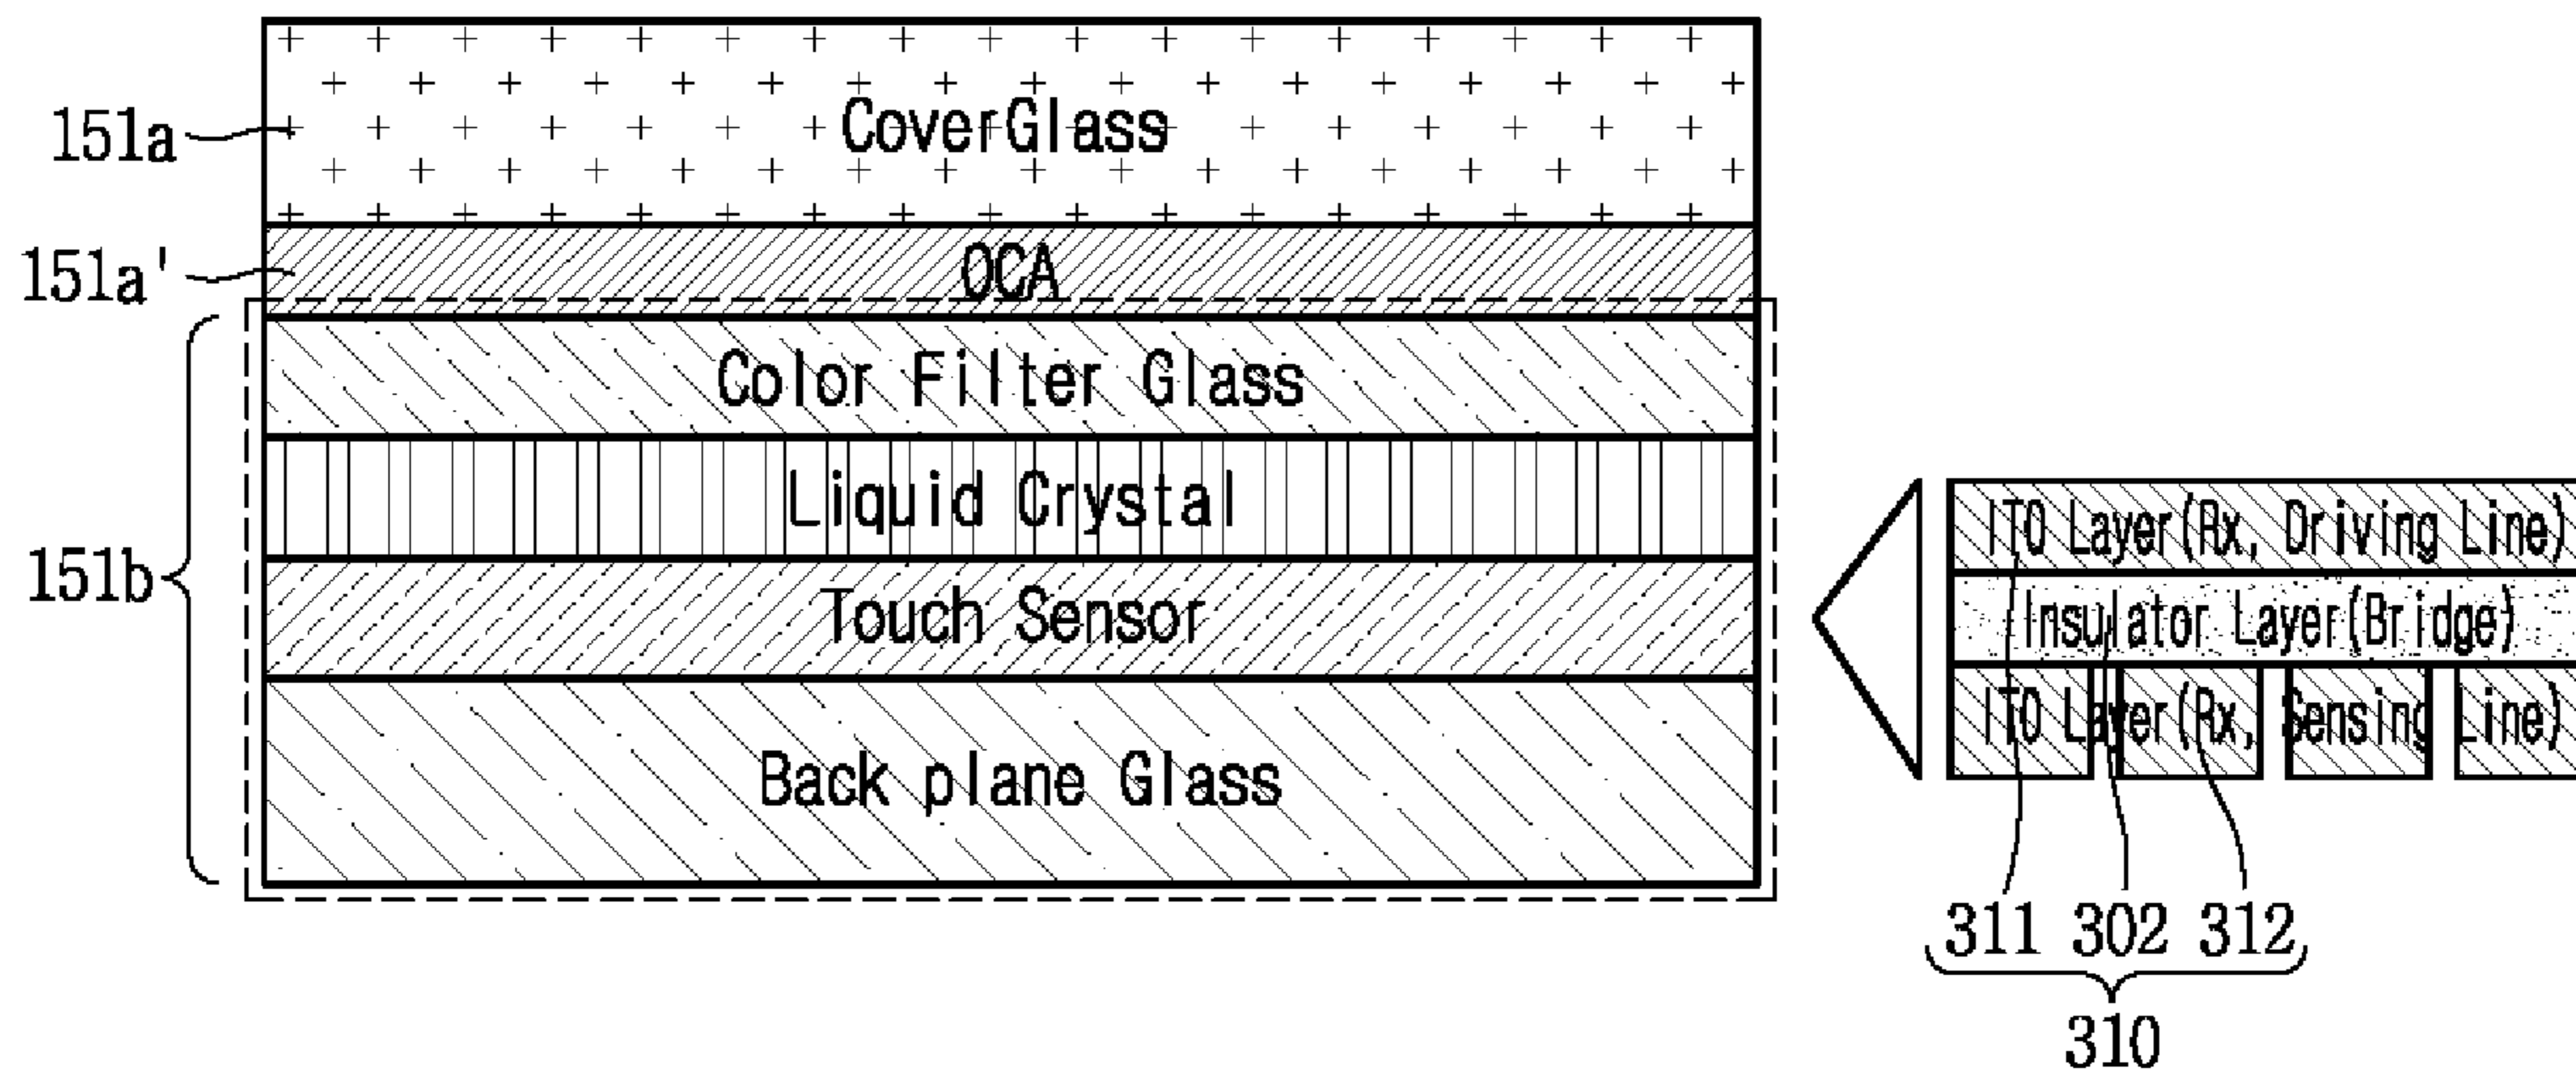 151a
CoverGlass
151a'
OCA
Color Filter Glass
Liquid Crystal
151b
Touch Sensor
Back plane Glass
ITO Layer(Rx, Driving Line)
Insulator Layer(Bridge)
ITO Layer(Rx, Sensing Line)
311 302 312
310